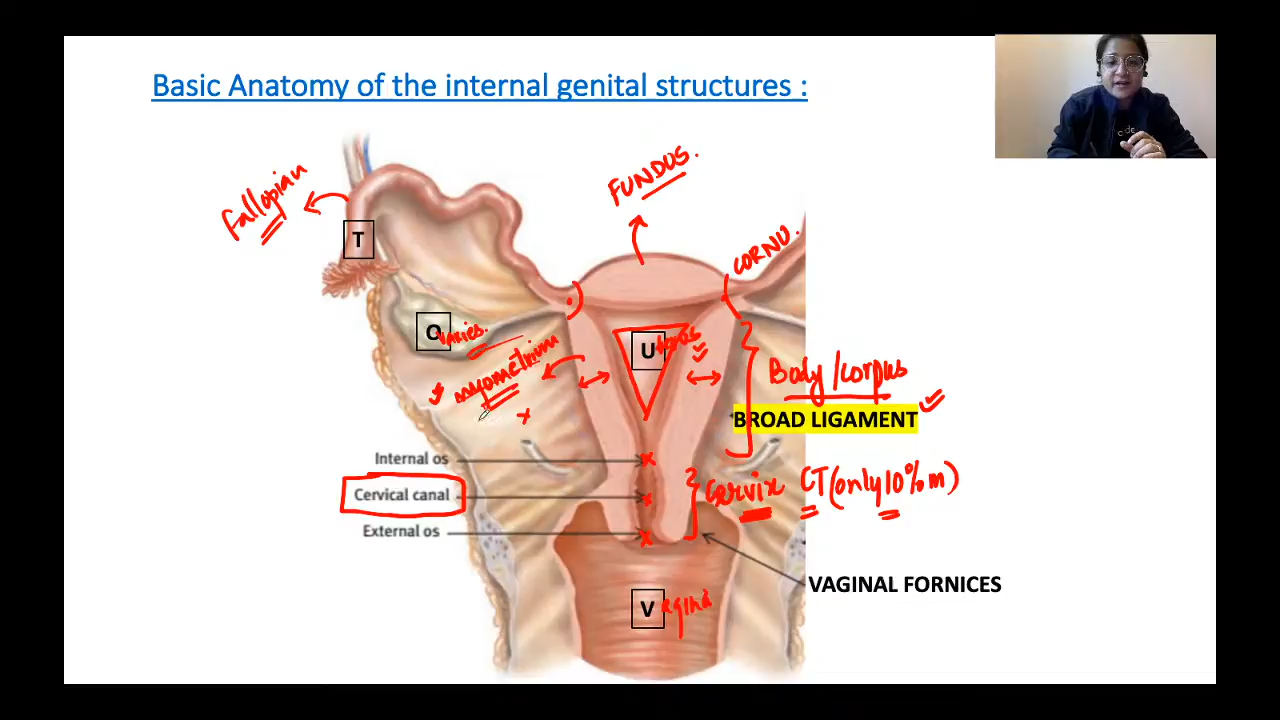 Basic Anatomy of the internal genital structures :
FUNDUS.
Fallopian
T
CORNU.
Ovaries.
Uterus
myometrium
Body/corpus
BROAD LIGAMENT
Internal os
Cervical canal
Cervix CT (only 10% m)
External os
VAGINAL FORNICES
Vagina